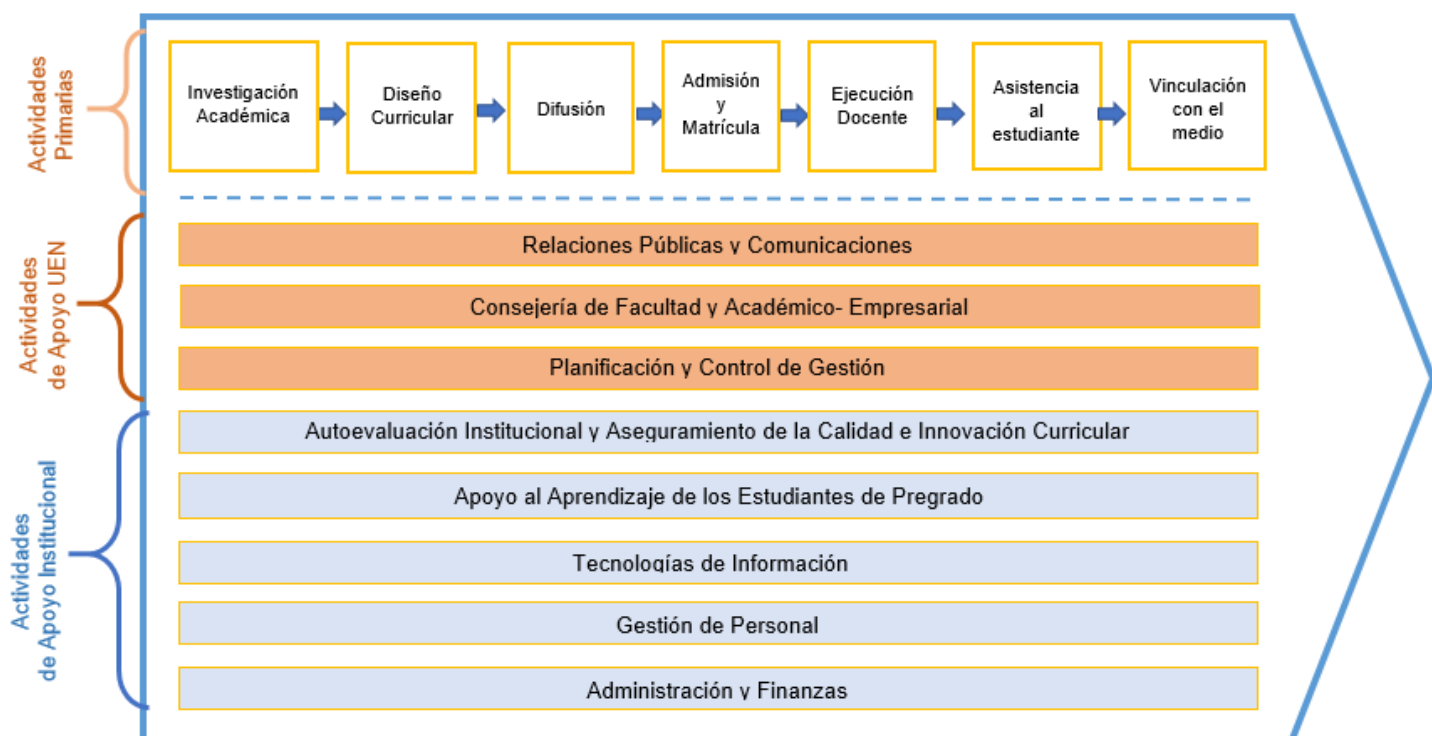 Actividades
Primarias
Investigación
Académica
Diseño
Curricular
Difusión
Admisión
y
Matrícula
Ejecución
Docente
Asistencia
al
estudiante
Vinculación
con el
medio
Actividades
de Apoyo UEN
Relaciones Públicas y Comunicaciones
Consejería de Facultad y Académico- Empresarial
Planificación y Control de Gestión
Actividades
de Apoyo Institucional
Autoevaluación Institucional y Aseguramiento de la Calidad e Innovación Curricular
Apoyo al Aprendizaje de los Estudiantes de Pregrado
Tecnologías de Información
Gestión de Personal
Administración y Finanzas